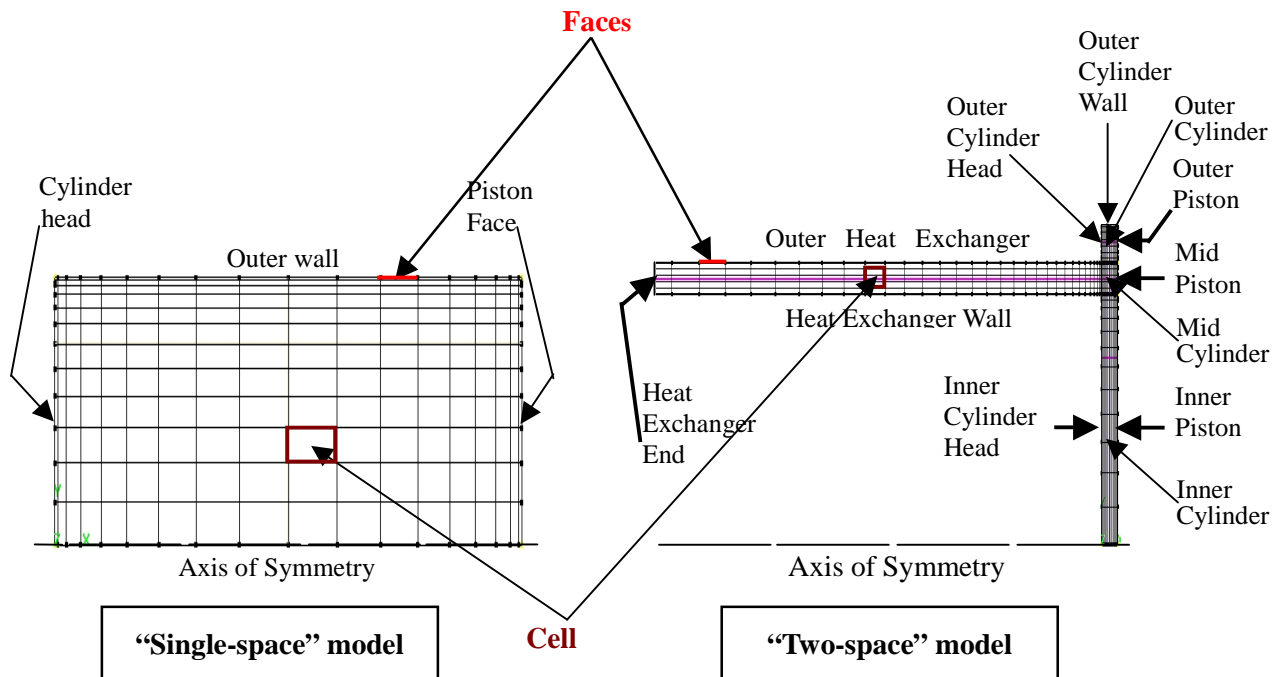 Faces
Cylinder
head
Piston
Face
Outer wall
Y
Z
X
Axis of Symmetry
"Single-space" model
Cell
Outer
Cylinder
Wall
Outer
Cylinder
Head
Outer
Cylinder
Outer
Piston
Outer Heat Exchanger
Mid
Piston
Heat Exchanger Wall
Mid
Cylinder
Heat
Exchanger
End
Inner
Cylinder
Head
Inner
Piston
Inner
Cylinder
Axis of Symmetry
"Two-space" model